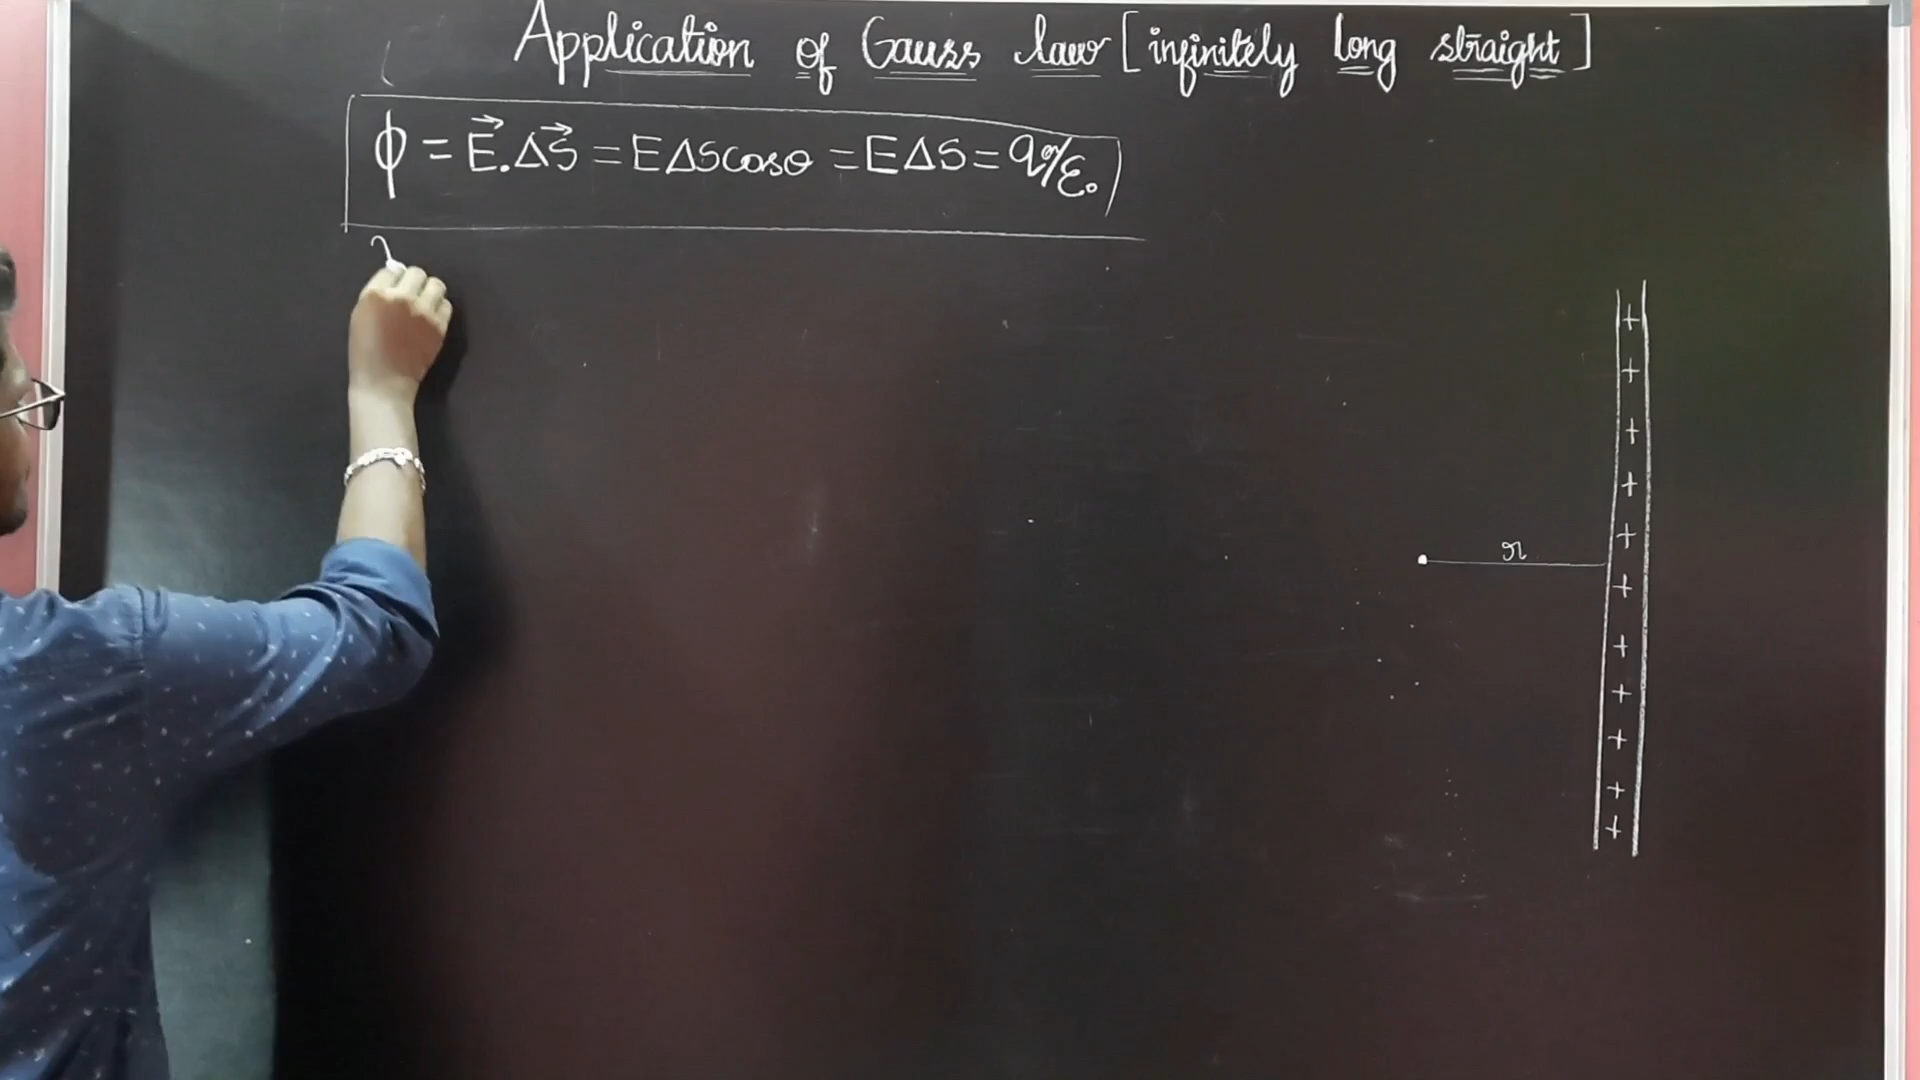 Application of Gauss law [infinitely long straight]
ϕ = E⃗.ΔS⃗ = EΔScosθ = EΔS = q/ε₀
λ
r
+
+
+
+
+
+
+
+
+
+
+